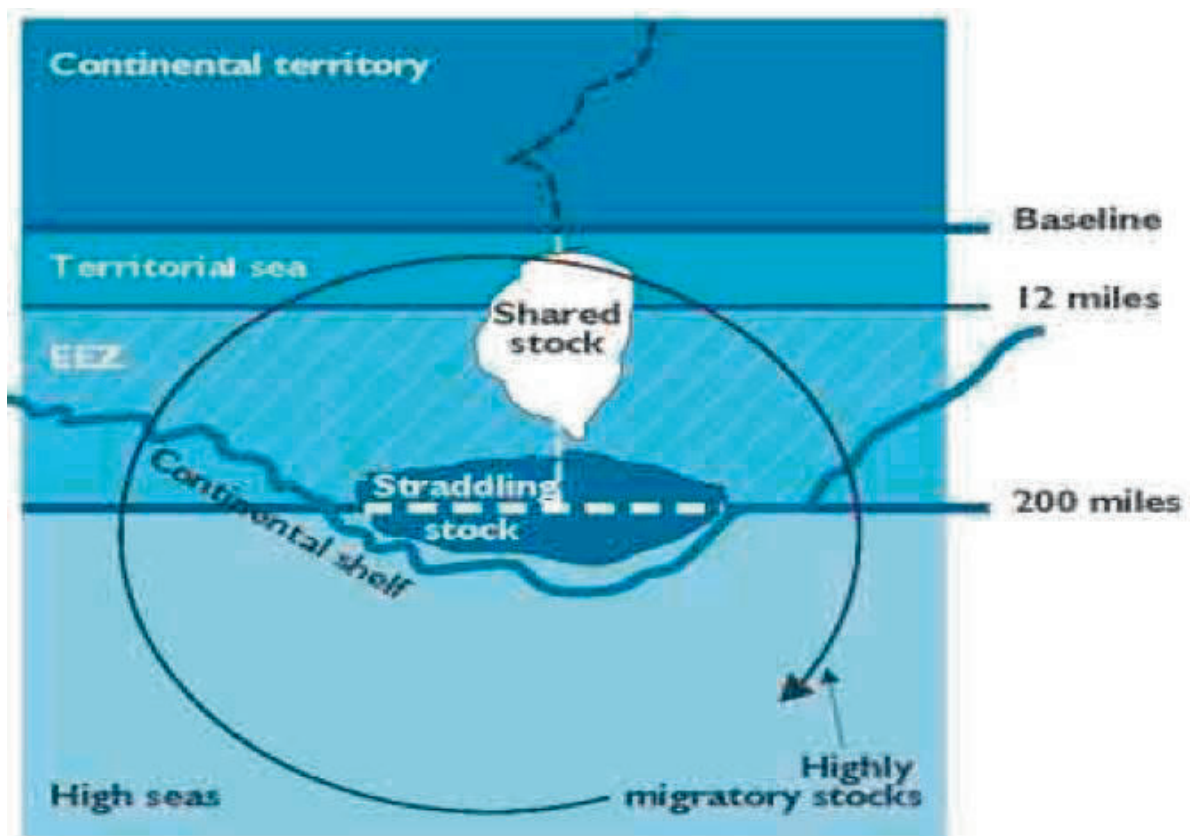 Continental territory
Baseline
Territorial sea
12 miles
Shared
stock
EEZ
Continental shelf
Straddling
stock
200 miles
Highly
migratory stocks
High seas